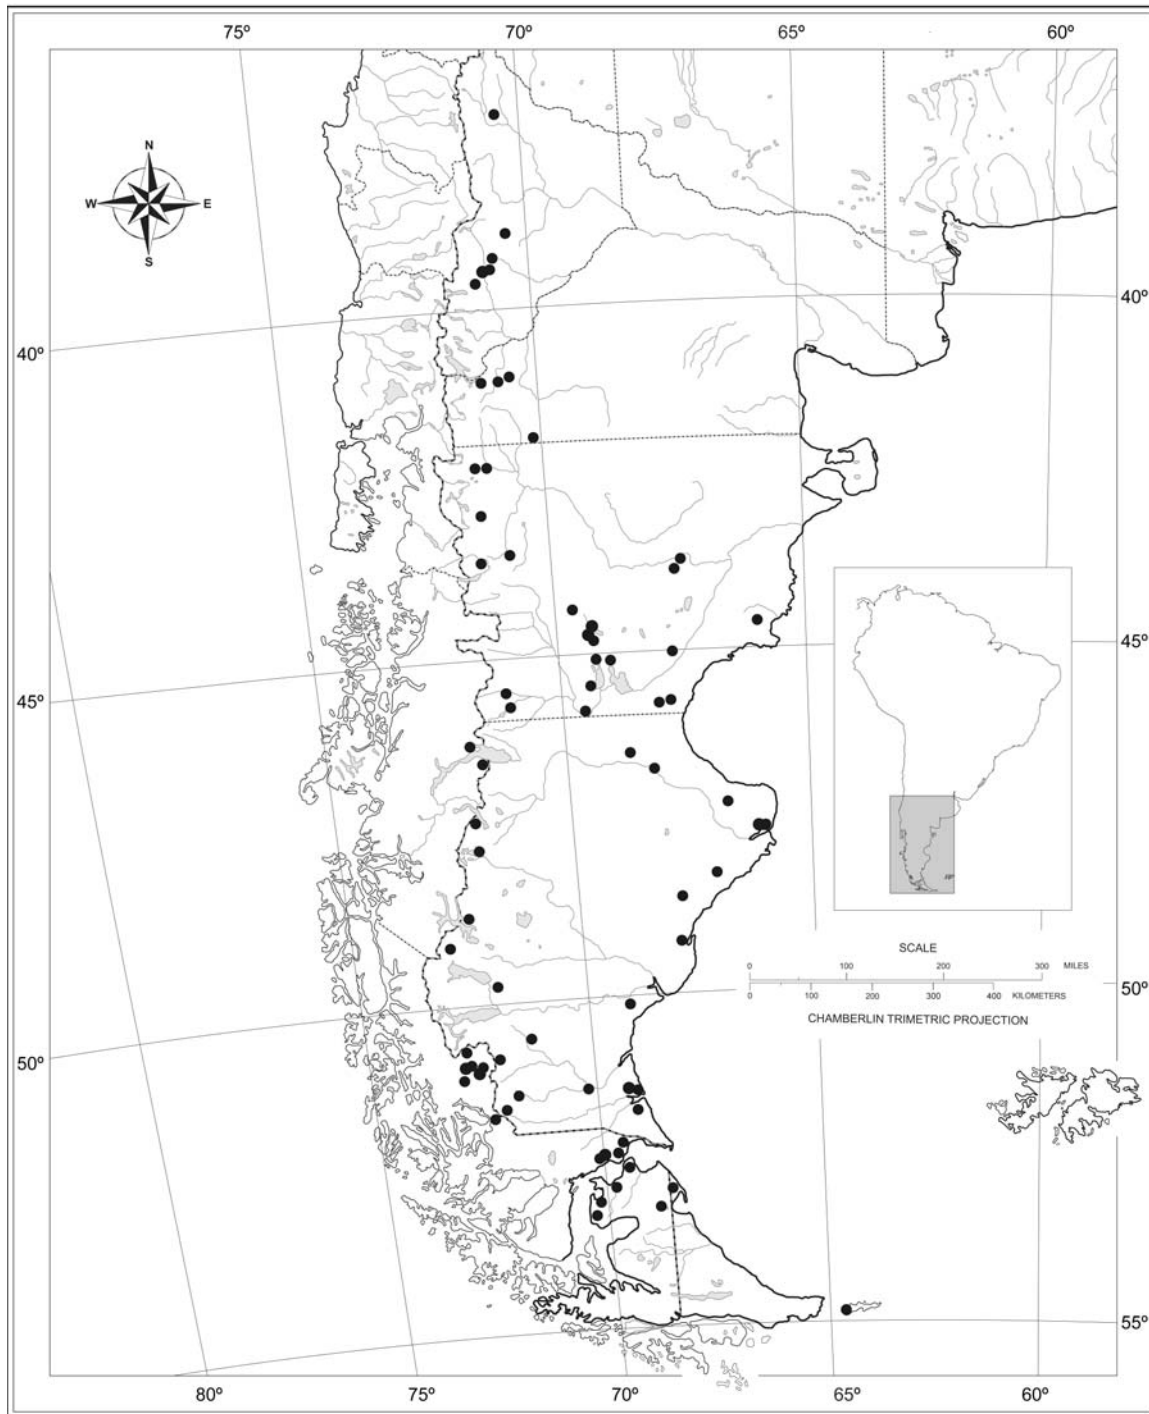 75º 70º 65º 60º
N
W E
S
40º 40º
45º 45º
SCALE
0 100 200 300 MILES
0 100 200 300 400 KILOMETERS
50º
CHAMBERLIN TRIMETRIC PROJECTION
50º
55º
80º 75º 70º 65º 60º